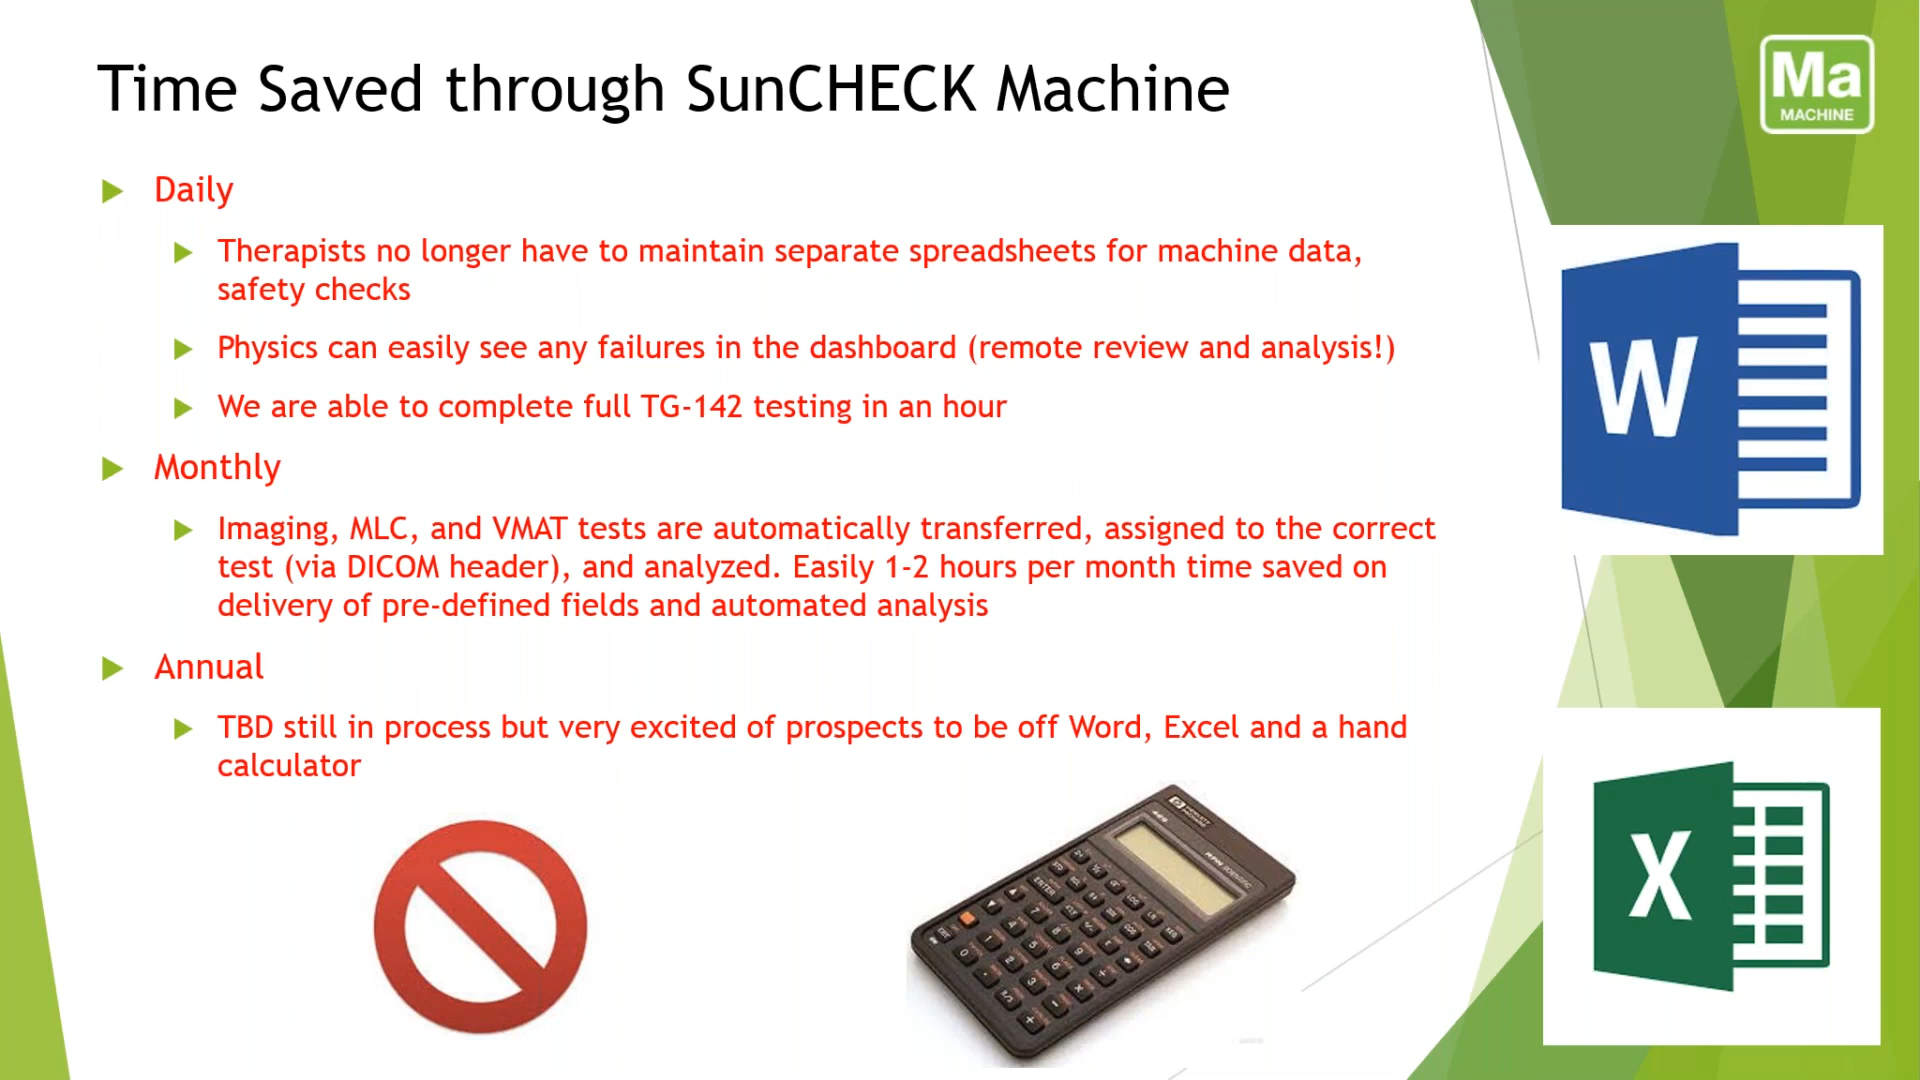 Time Saved through SunCHECK Machine
Ma
MACHINE
Daily
Therapists no longer have to maintain separate spreadsheets for machine data,
safety checks
Physics can easily see any failures in the dashboard (remote review and analysis!)
We are able to complete full TG-142 testing in an hour
Monthly
Imaging, MLC, and VMAT tests are automatically transferred, assigned to the correct
test (via DICOM header), and analyzed. Easily 1-2 hours per month time saved on
delivery of pre-defined fields and automated analysis
Annual
TBD still in process but very excited of prospects to be off Word, Excel and a hand
calculator
W
X